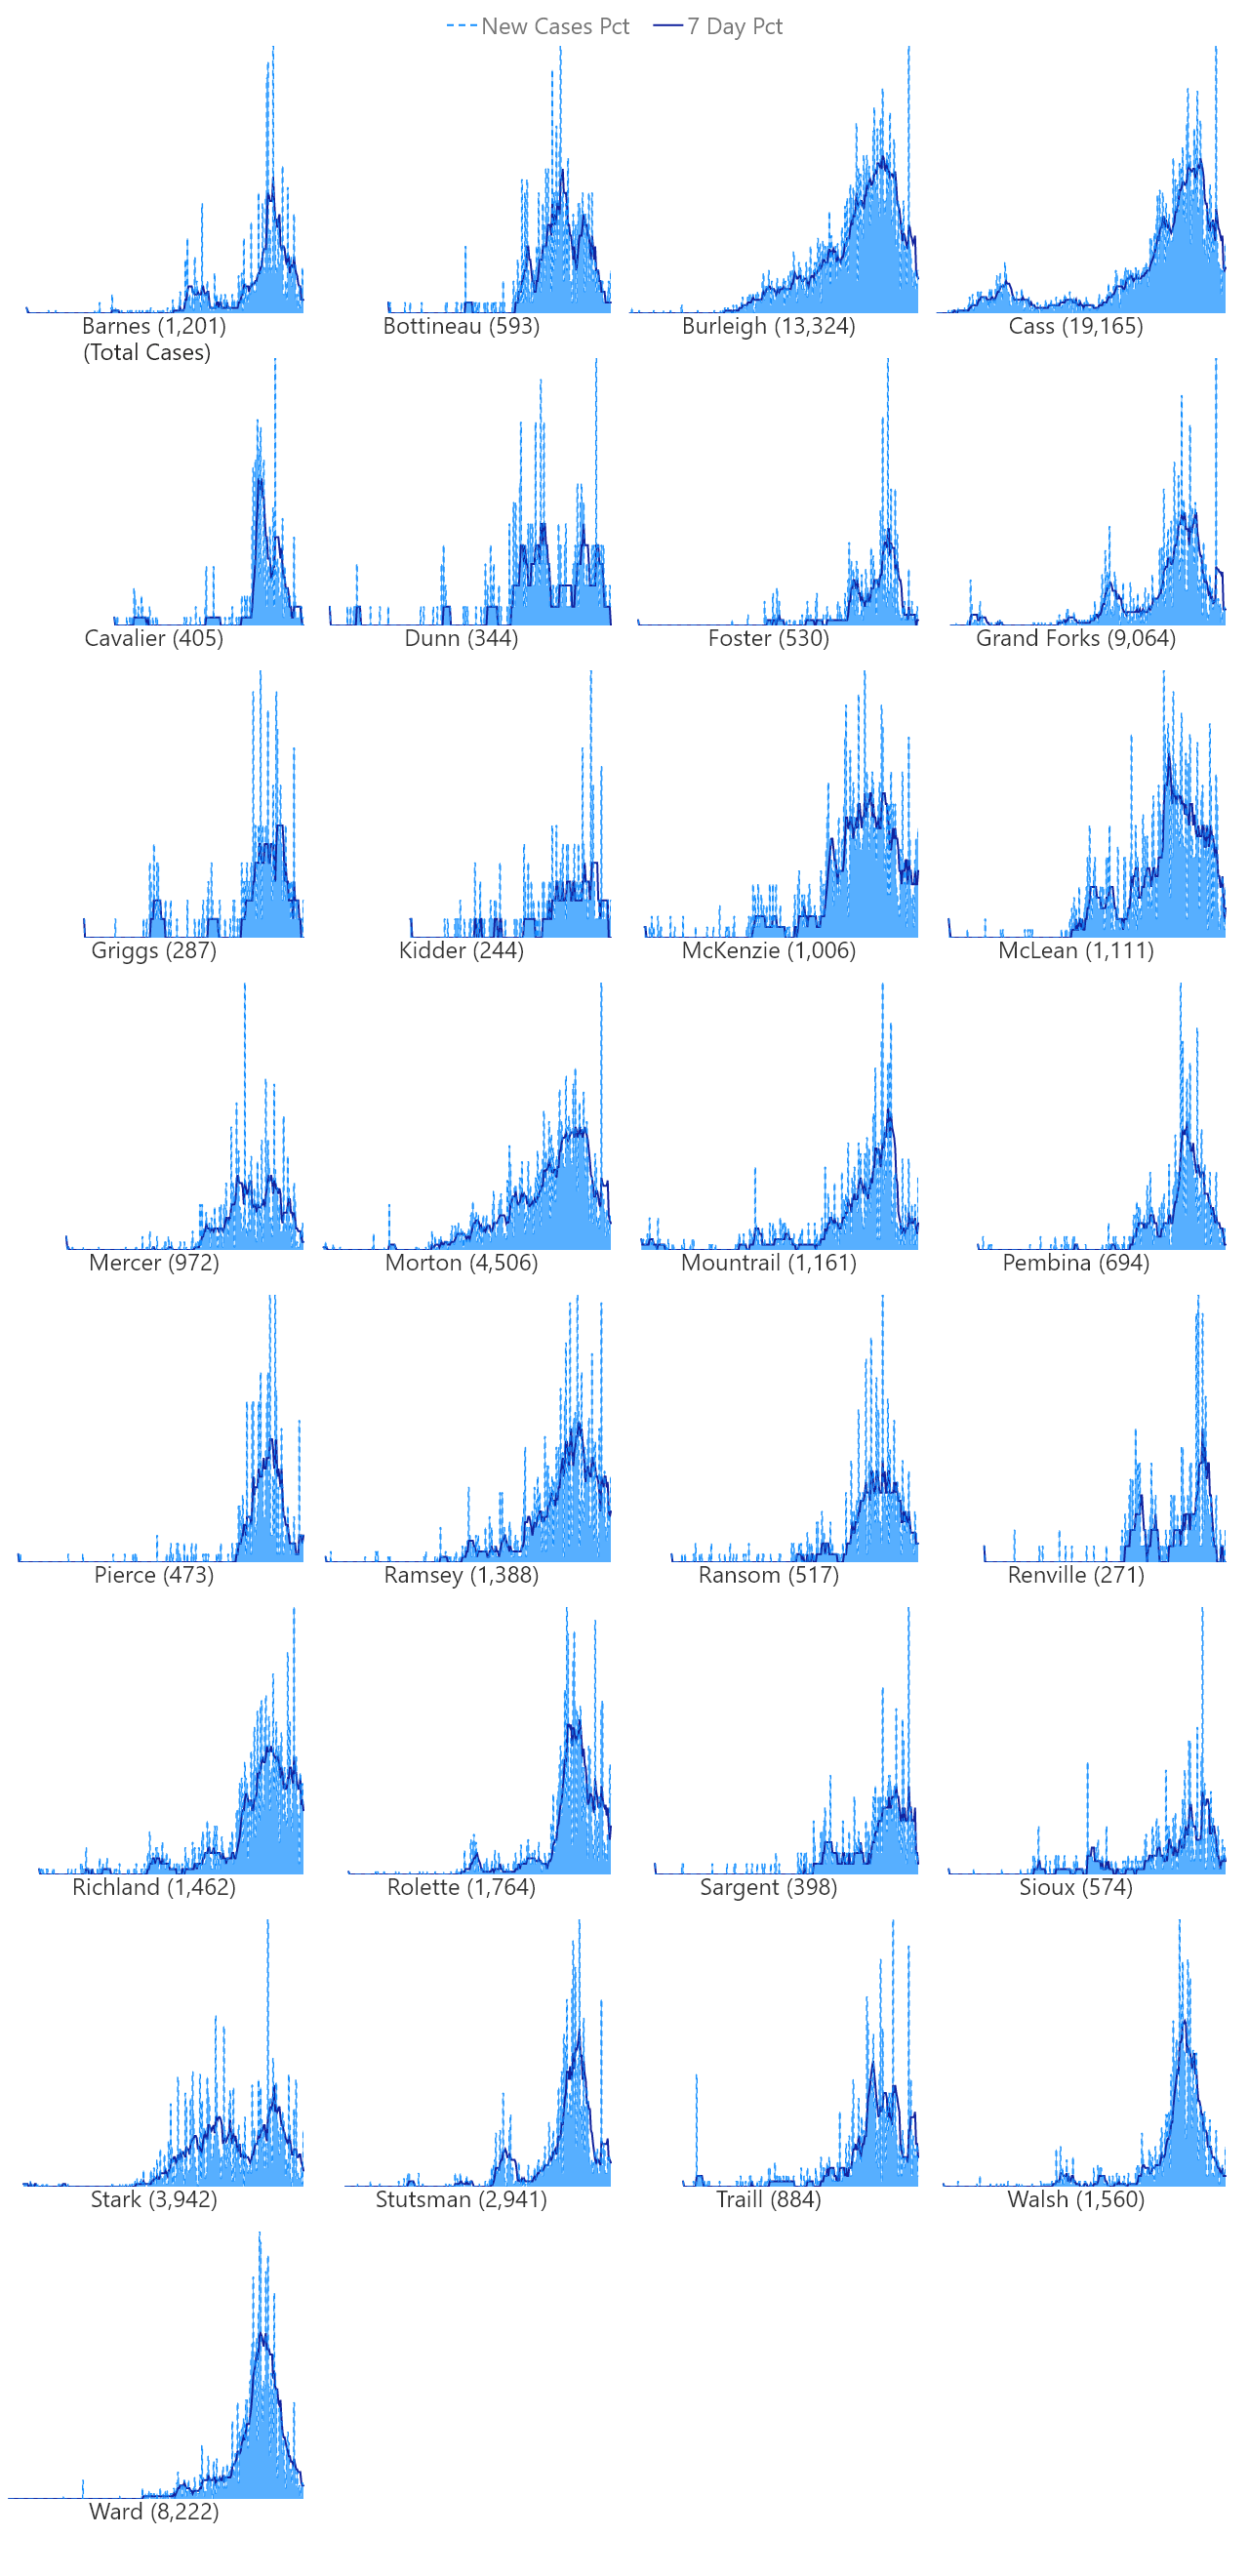 New Cases Pct 7 Day Pct
Barnes (1,201)
(Total Cases)
Bottineau (593)
Burleigh (13,324)
Cass (19,165)
Cavalier (405)
Dunn (344)
Foster (530)
Grand Forks (9,064)
Griggs (287)
Kidder (244)
McKenzie (1,006)
McLean (1,111)
Mercer (972)
Morton (4,506)
Mountrail (1,161)
Pembina (694)
Pierce (473)
Ramsey (1,388)
Ransom (517)
Renville (271)
Richland (1,462)
Rolette (1,764)
Sargent (398)
Sioux (574)
Stark (3,942)
Stutsman (2,941)
Traill (884)
Walsh (1,560)
Ward (8,222)